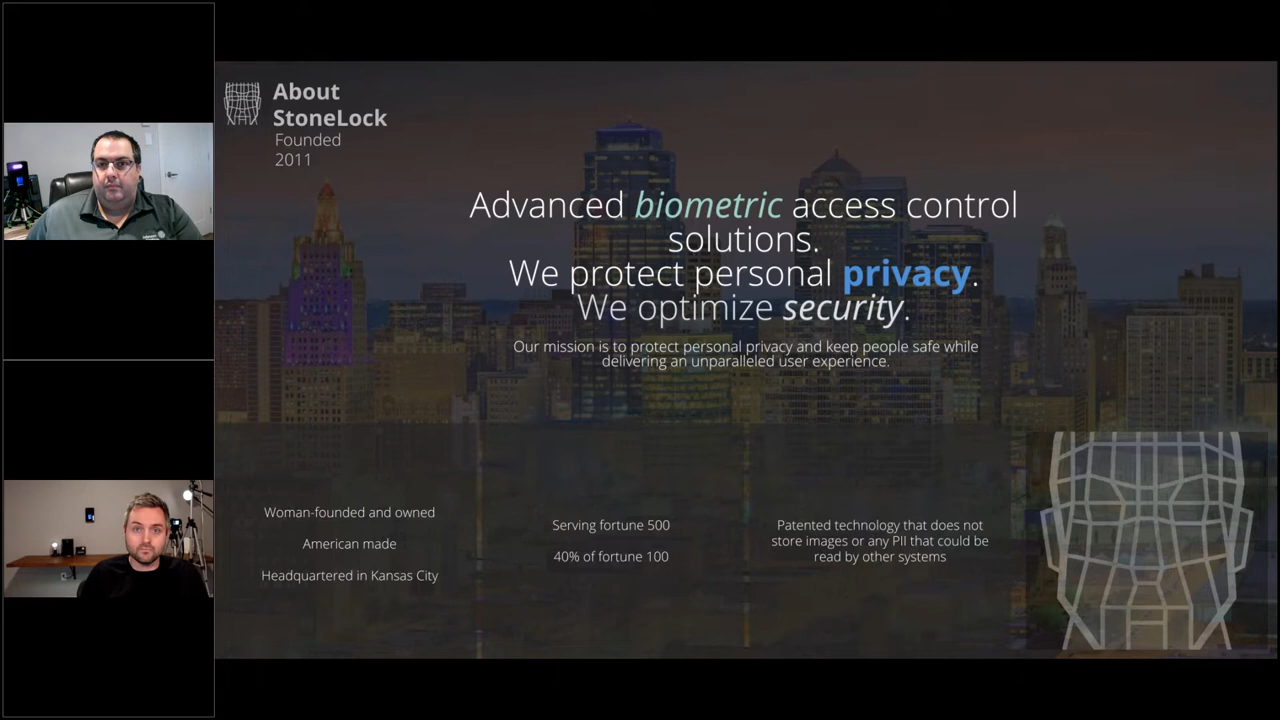 About
StoneLock
Founded
2011
Advanced biometric access control
solutions.
We protect personal privacy.
We optimize security.
Our mission is to protect personal privacy and keep people safe while
delivering an unparalleled user experience.
Woman-founded and owned
American made
Headquartered in Kansas City
Serving fortune 500
40% of fortune 100
Patented technology that does not
store images or any PII that could be
read by other systems